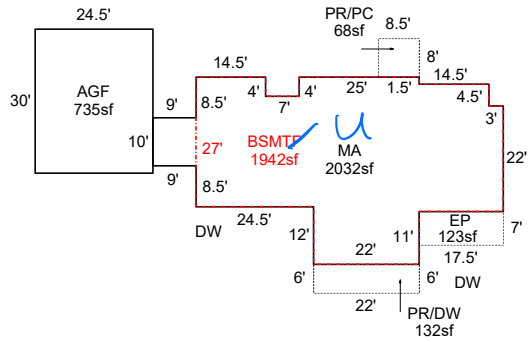 24.5'
PR/PC
68sf
8.5'
8'
14.5'
4'
7'
4'
25'
1.5'
14.5'
4.5'
3'
30'
AGF
735sf
9'
8.5'
10'
27'
9'
8.5'
BSMTF
1942sf
U
MA
2032sf
22'
24.5'
DW
12'
22'
11'
EP
123sf
7'
17.5'
DW
6'
22'
6'
PR/DW
132sf